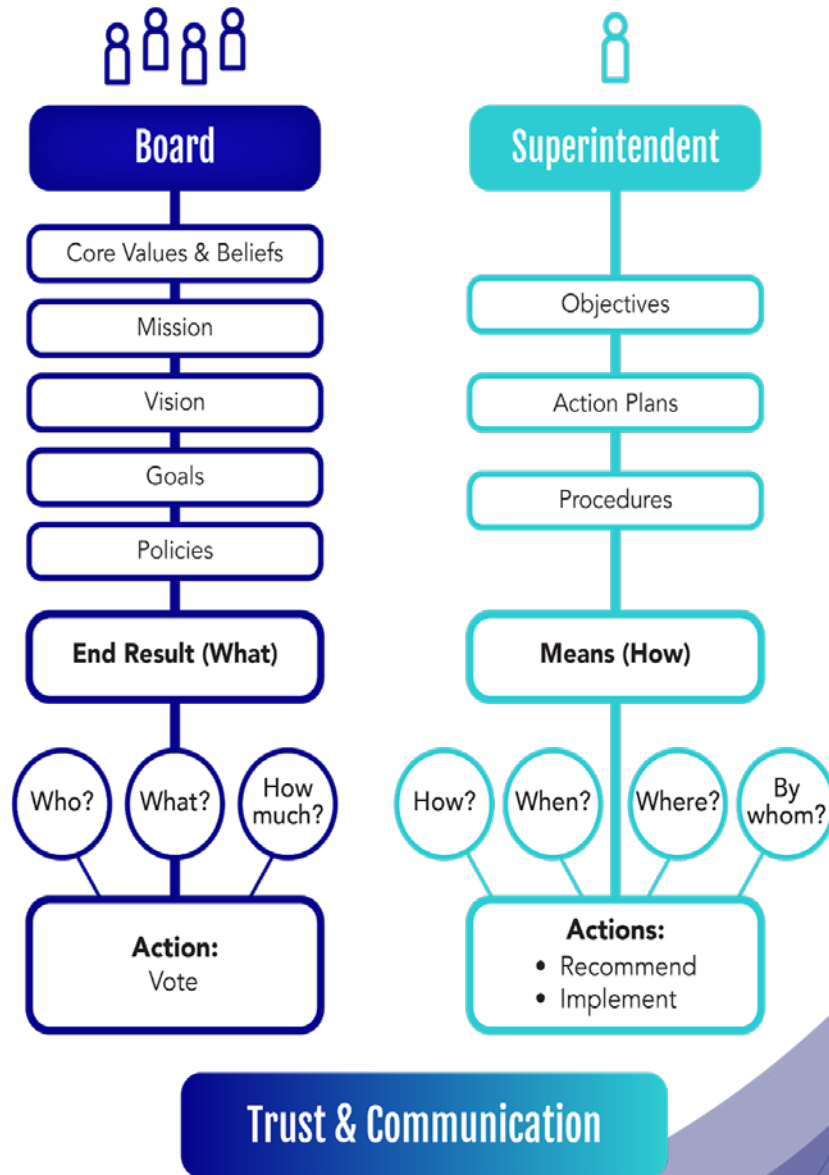 Board
Core Values & Beliefs
Mission
Vision
Goals
Policies
End Result (What)
Who?
What?
How
much?
Action:
Vote
Superintendent
Objectives
Action Plans
Procedures
Means (How)
How?
When?
Where?
By
whom?
Actions:
• Recommend
• Implement
Trust & Communication